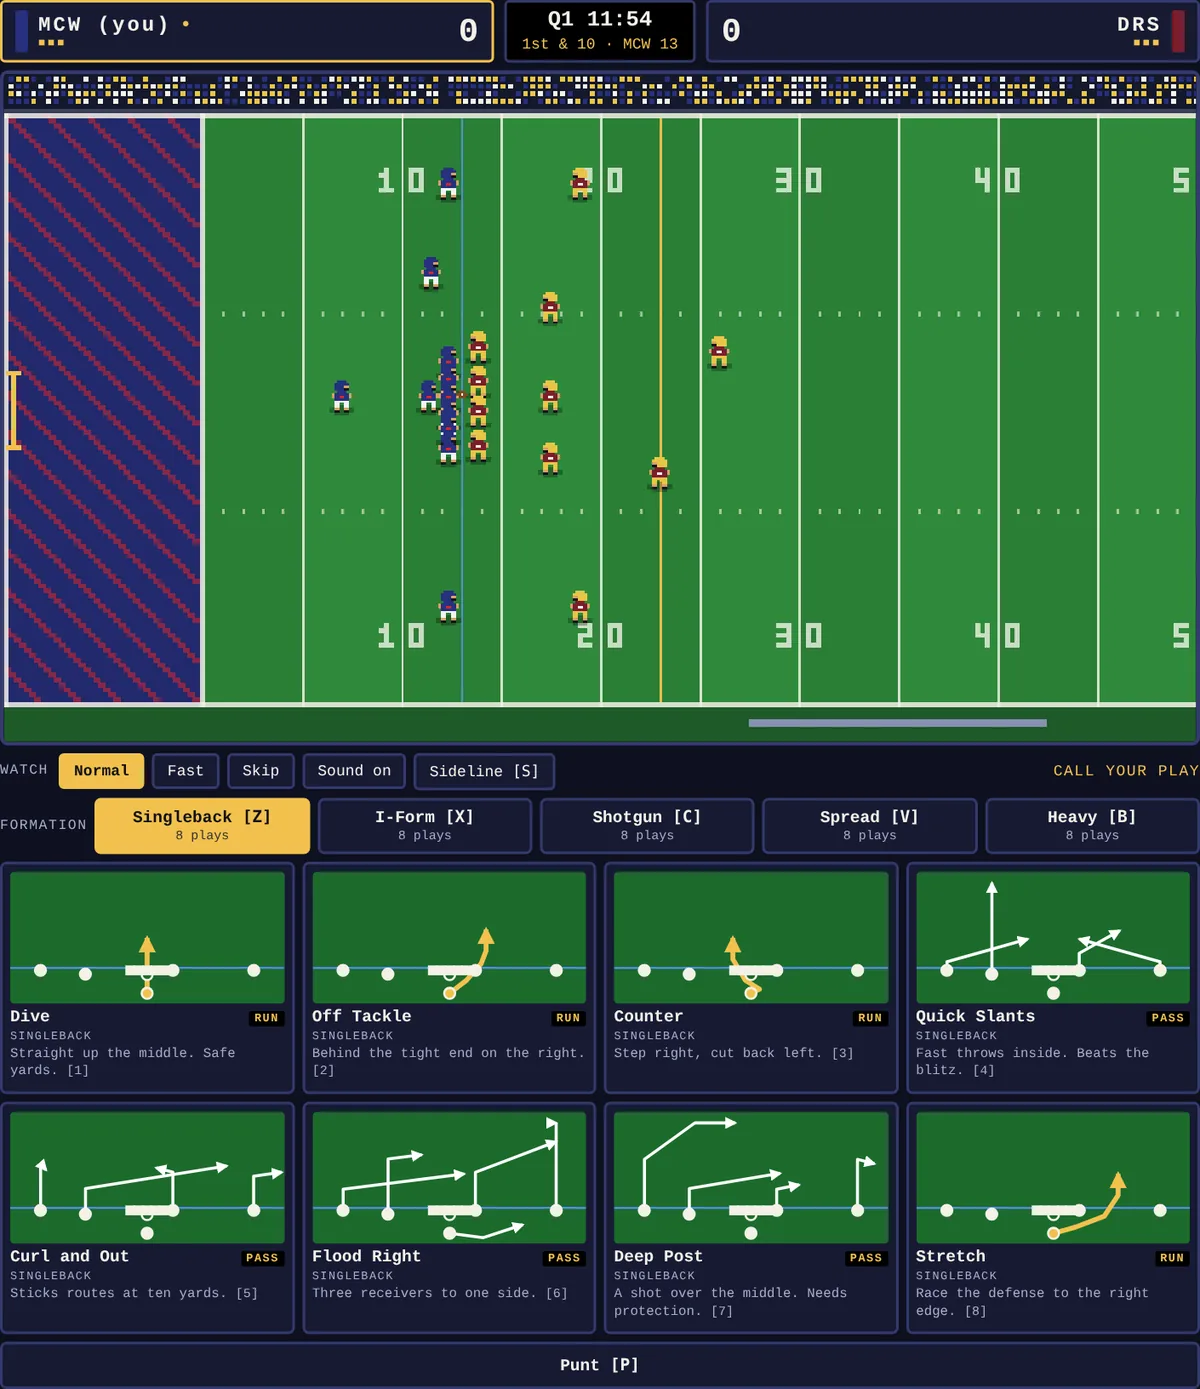 MCW (you) •
0
Q1 11:54
1st & 10 · MCW 13
0
DRS
10 20 30 40 5
10 20 30 40 5
WATCH
Normal
Fast
Skip
Sound on
Sideline [S]
CALL YOUR PLAY
FORMATION
Singleback [Z]
8 plays
I-Form [X]
8 plays
Shotgun [C]
8 plays
Spread [V]
8 plays
Heavy [B]
8 plays
Dive
RUN
SINGLEBACK
Straight up the middle. Safe
yards. [1]
Off Tackle
RUN
SINGLEBACK
Behind the tight end on the right.
[2]
Counter
RUN
SINGLEBACK
Step right, cut back left. [3]
Quick Slants
PASS
SINGLEBACK
Fast throws inside. Beats the
blitz. [4]
Curl and Out
PASS
SINGLEBACK
Sticks routes at ten yards. [5]
Flood Right
PASS
SINGLEBACK
Three receivers to one side. [6]
Deep Post
PASS
SINGLEBACK
A shot over the middle. Needs
protection. [7]
Stretch
RUN
SINGLEBACK
Race the defense to the right
edge. [8]
Punt [P]